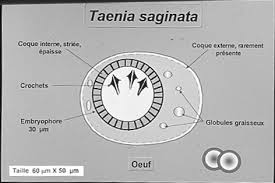 Taenia saginata
Coque interne, striée,
épaisse
Coque externe, rarement
présente
Crochets
Embryophore
30 µm
Globules graisseux
Oeuf
Taille 60 µm X 50 µm